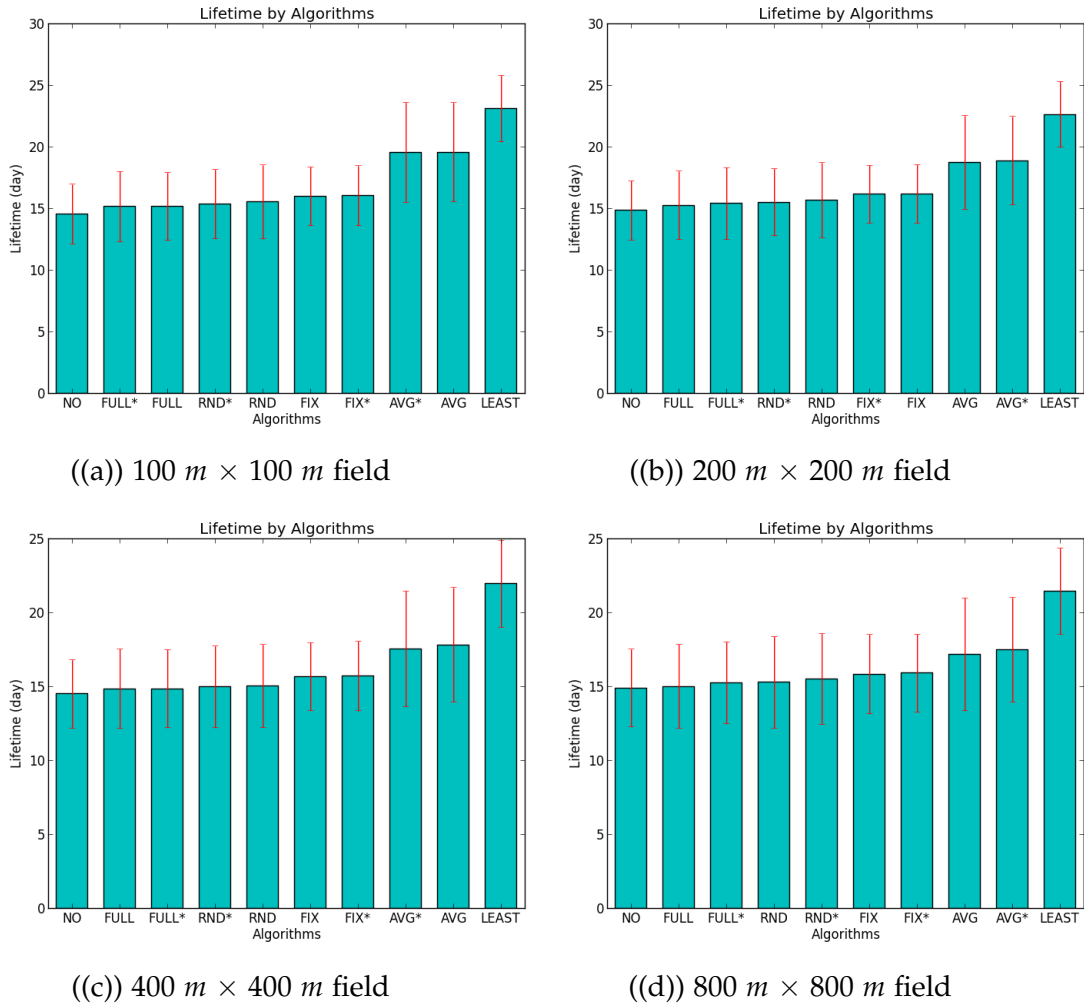 Lifetime by Algorithms
30
25
20
15
10
5
0
Lifetime (day)
NO FULL* FULL RND* RND FIX FIX* AVG* AVG LEAST
Algorithms
((a)) 100 m × 100 m field
Lifetime by Algorithms
30
25
20
15
10
5
0
Lifetime (day)
NO FULL FULL* RND* RND FIX* FIX AVG AVG* LEAST
Algorithms
((b)) 200 m × 200 m field
Lifetime by Algorithms
25
20
15
10
5
0
Lifetime (day)
NO FULL FULL* RND* RND FIX FIX* AVG* AVG LEAST
Algorithms
((c)) 400 m × 400 m field
Lifetime by Algorithms
25
20
15
10
5
0
Lifetime (day)
NO FULL FULL* RND RND* FIX FIX* AVG AVG* LEAST
Algorithms
((d)) 800 m × 800 m field